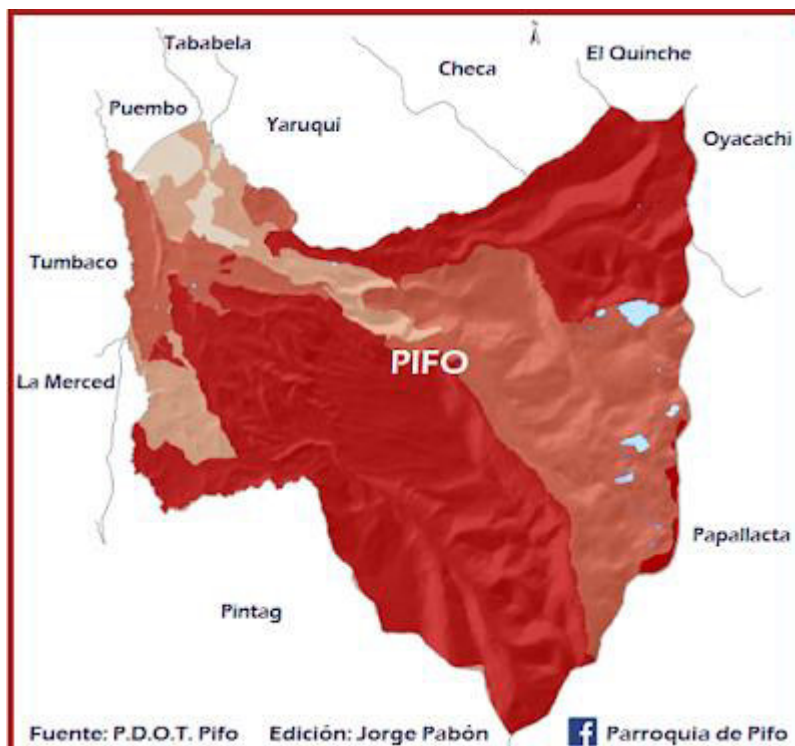 Tababela
El Quinche
Checa
Puembo
Yaruquí
Oyacachi
Tumbaco
PIFO
La Merced
Papallacta
Pintag
Fuente: P.D.O.T. Pifo Edición: Jorge Pabón f Parroquia de Pifo